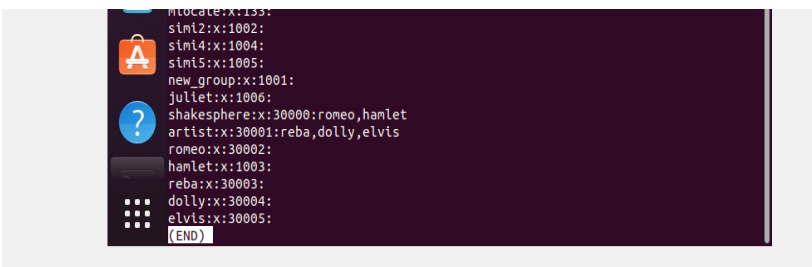 mlocate:x:133:
simi2:x:1002:
simi4:x:1004:
simi5:x:1005:
new_group:x:1001:
juliet:x:1006:
shakesphere:x:30000:romeo,hamlet
artist:x:30001:reba,dolly,elvis
romeo:x:30002:
hamlet:x:1003:
reba:x:30003:
dolly:x:30004:
elvis:x:30005:
(END)